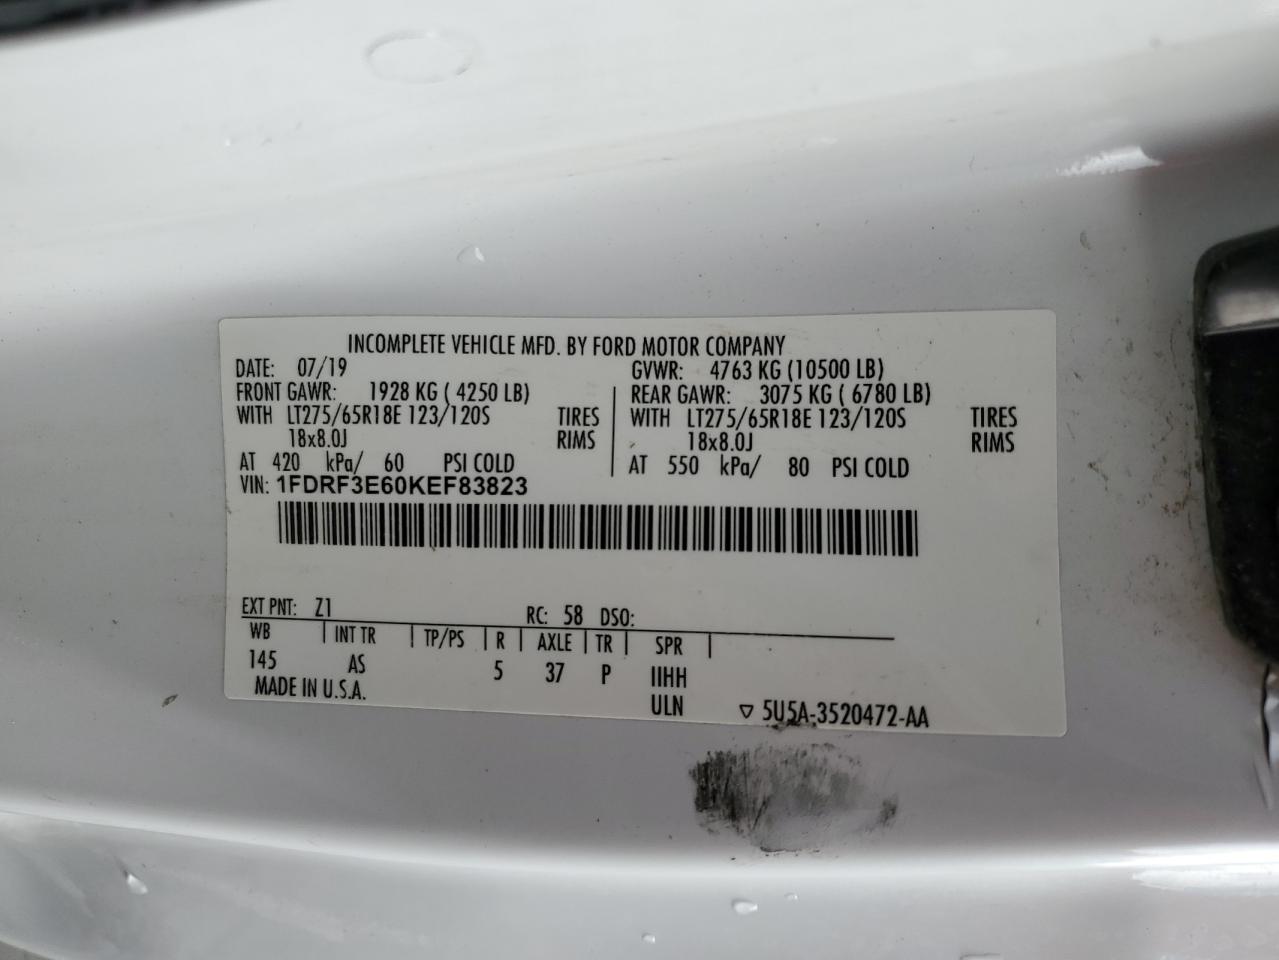 INCOMPLETE VEHICLE MFD. BY FORD MOTOR COMPANY
DATE: 07/19 GVWR: 4763 KG (10500 LB)
FRONT GAWR: 1928 KG ( 4250 LB) REAR GAWR: 3075 KG ( 6780 LB)
WITH LT275/65R18E 123/120S TIRES WITH LT275/65R18E 123/120S TIRES
18x8.0J RIMS 18x8.0J RIMS
AT 420 kPa/ 60 PSI COLD AT 550 kPa/ 80 PSI COLD
VIN: 1FDRF3E60KEF83823
EXT PNT: Z1 RC: 58 DSO:
WB INT TR TP/PS R AXLE TR SPR
145 AS 5 37 P IIHH
MADE IN U.S.A. ULN ▽ 5U5A-3520472-AA